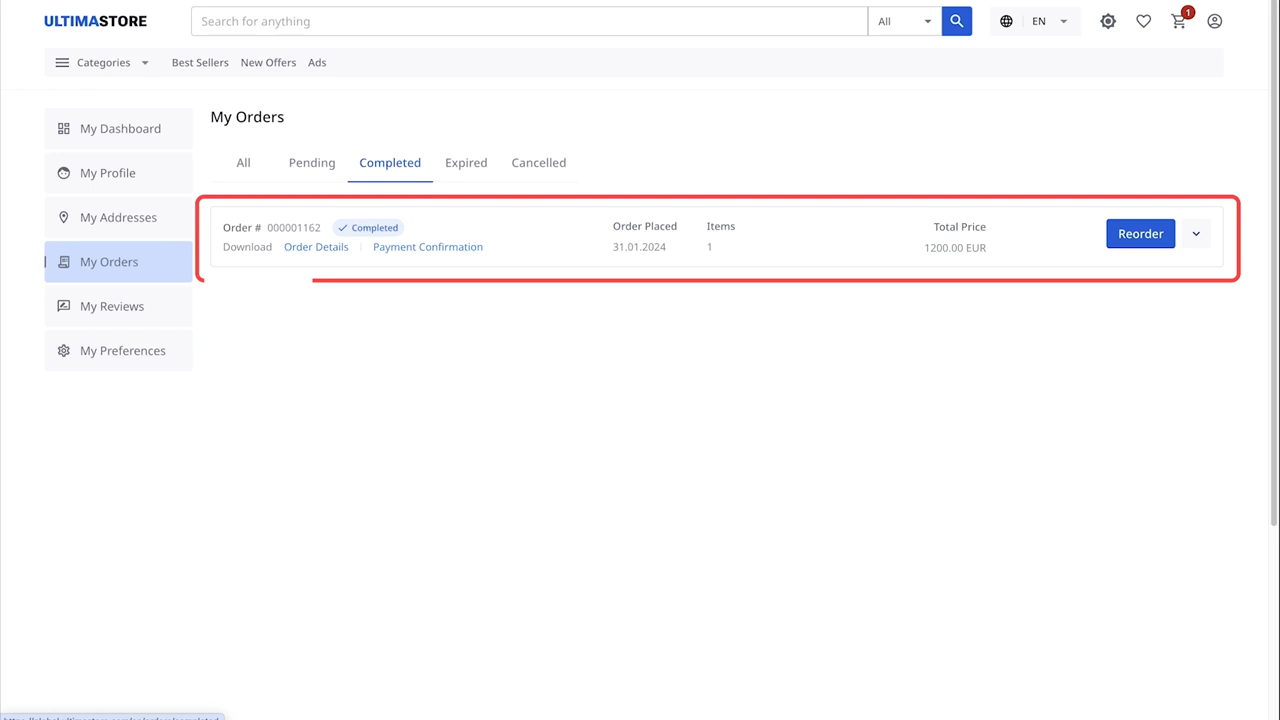 ULTIMASTORE
Search for anything
All
EN
1
Categories
Best Sellers
New Offers
Ads
My Dashboard
My Profile
My Addresses
My Orders
My Reviews
My Preferences
My Orders
All
Pending
Completed
Expired
Cancelled
Order # 000001162
Completed
Download
Order Details
Payment Confirmation
Order Placed
31.01.2024
Items
1
Total Price
1200.00 EUR
Reorder